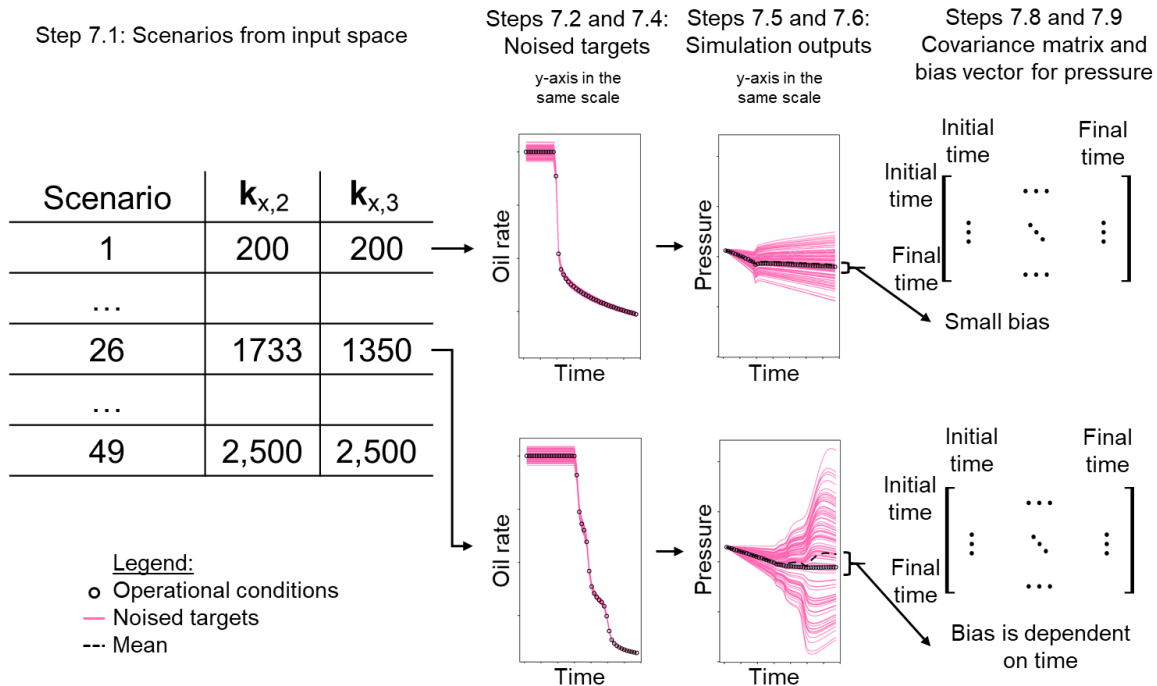 Step 7.1: Scenarios from input space
Steps 7.2 and 7.4:
Noised targets
y-axis in the
same scale
Steps 7.5 and 7.6:
Simulation outputs
y-axis in the
same scale
Steps 7.8 and 7.9
Covariance matrix and
bias vector for pressure
Scenario kx,2 kx,3
1 200 200
...
26 1733 1350
...
49 2,500 2,500
Oil rate
Time
Pressure
Time
Initial
time
Final
time
Initial
time
Final
time
Small bias
Oil rate
Time
Pressure
Time
Initial
time
Final
time
Initial
time
Final
time
Bias is dependent
on time
Legend:
Operational conditions
Noised targets
Mean